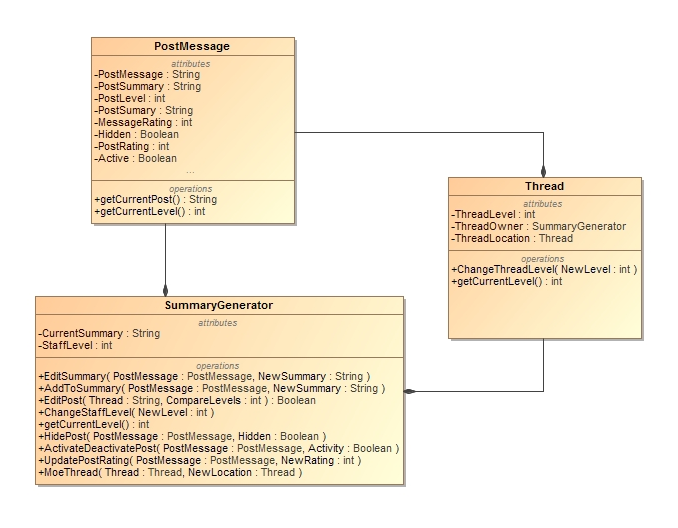 PostMessage
attributes
-PostMessage : String
-PostSummary : String
-PostLevel : int
-PostSumary : String
-MessageRating : int
-Hidden : Boolean
-PostRating : int
-Active : Boolean
...
operations
+getCurrentPost() : String
+getCurrentLevel() : int
Thread
attributes
-ThreadLevel : int
-ThreadOwner : SummaryGenerator
-ThreadLocation : Thread
operations
+ChangeThreadLevel( NewLevel : int )
+getCurrentLevel() : int
SummaryGenerator
attributes
-CurrentSummary : String
-StaffLevel : int
operations
+EditSummary( PostMessage : PostMessage, NewSummary : String )
+AddToSummary( PostMessage : PostMessage, NewSummary : String )
+EditPost( Thread : String, CompareLevels : int ) : Boolean
+ChangeStaffLevel( NewLevel : int )
+getCurrentLevel() : int
+HidePost( PostMessage : PostMessage, Hidden : Boolean )
+ActivateDeactivatePost( PostMessage : PostMessage, Activity : Boolean )
+UpdatePostRating( PostMessage : PostMessage, NewRating : int )
+MoeThread( Thread : Thread, NewLocation : Thread )